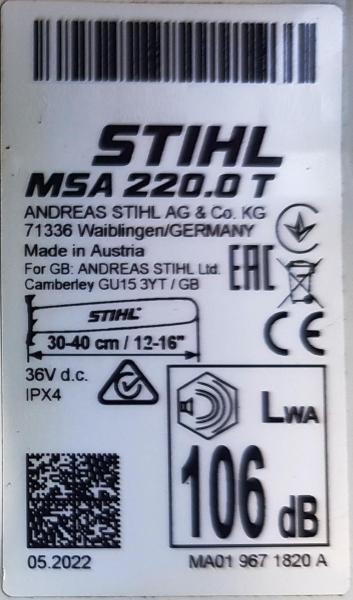 STIHL
MSA 220.0 T
ANDREAS STIHL AG & Co. KG
71336 Waiblingen/GERMANY
Made in Austria
For GB: ANDREAS STIHL Ltd.
Camberley GU15 3YT / GB
EAC
STIHL
30-40 cm / 12-16"
CE
36V d.c.
IPX4
LWA
106 dB
05.2022
MA01 967 1820 A